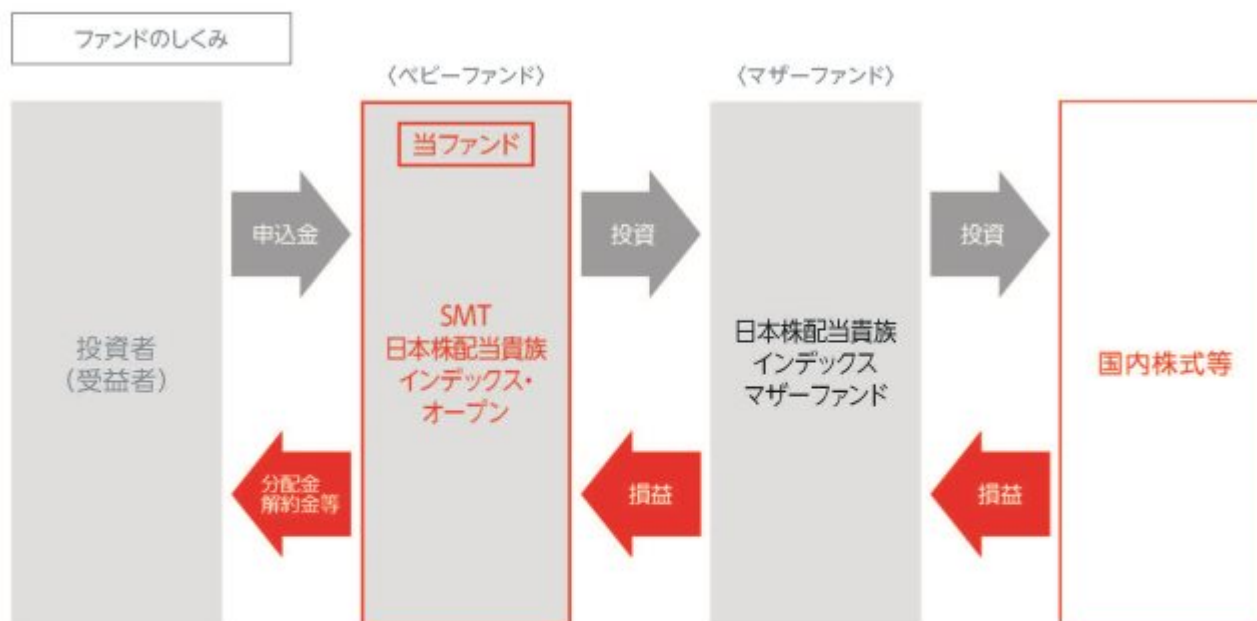 ファンドのしくみ
〈ベビーファンド〉
〈マザーファンド〉
当ファンド
申込金
投資
投資
投資者
(受益者)
SMT
日本株配当貴族
インデックス・
オープン
日本株配当貴族
インデックス
マザーファンド
国内株式等
分配金
解約金等
損益
損益